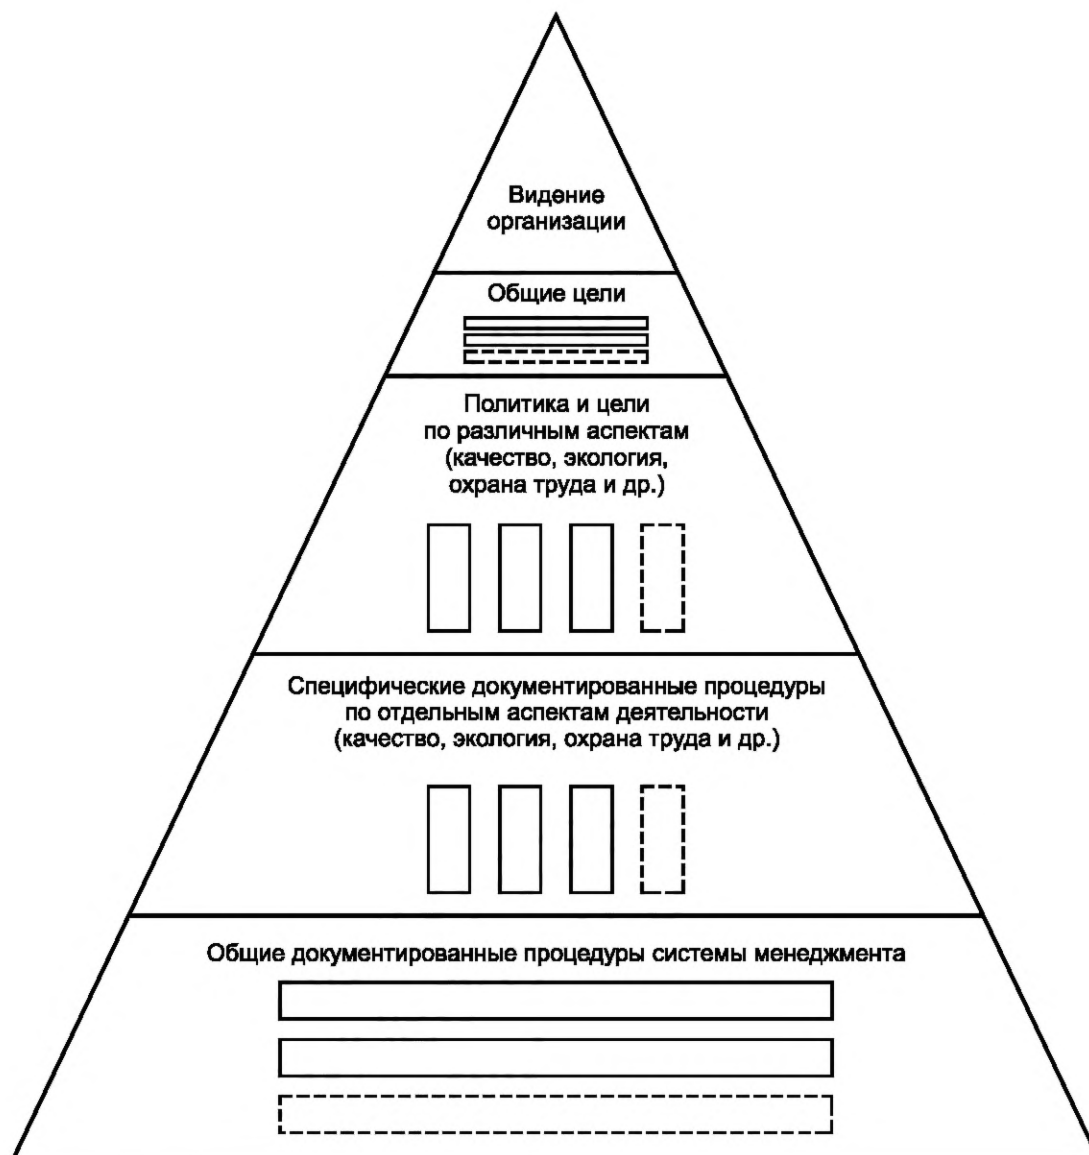 Видение
организации
Общие цели
Политика и цели
по различным аспектам
(качество, экология,
охрана труда и др.)
Специфические документированные процедуры
по отдельным аспектам деятельности
(качество, экология, охрана труда и др.)
Общие документированные процедуры системы менеджмента